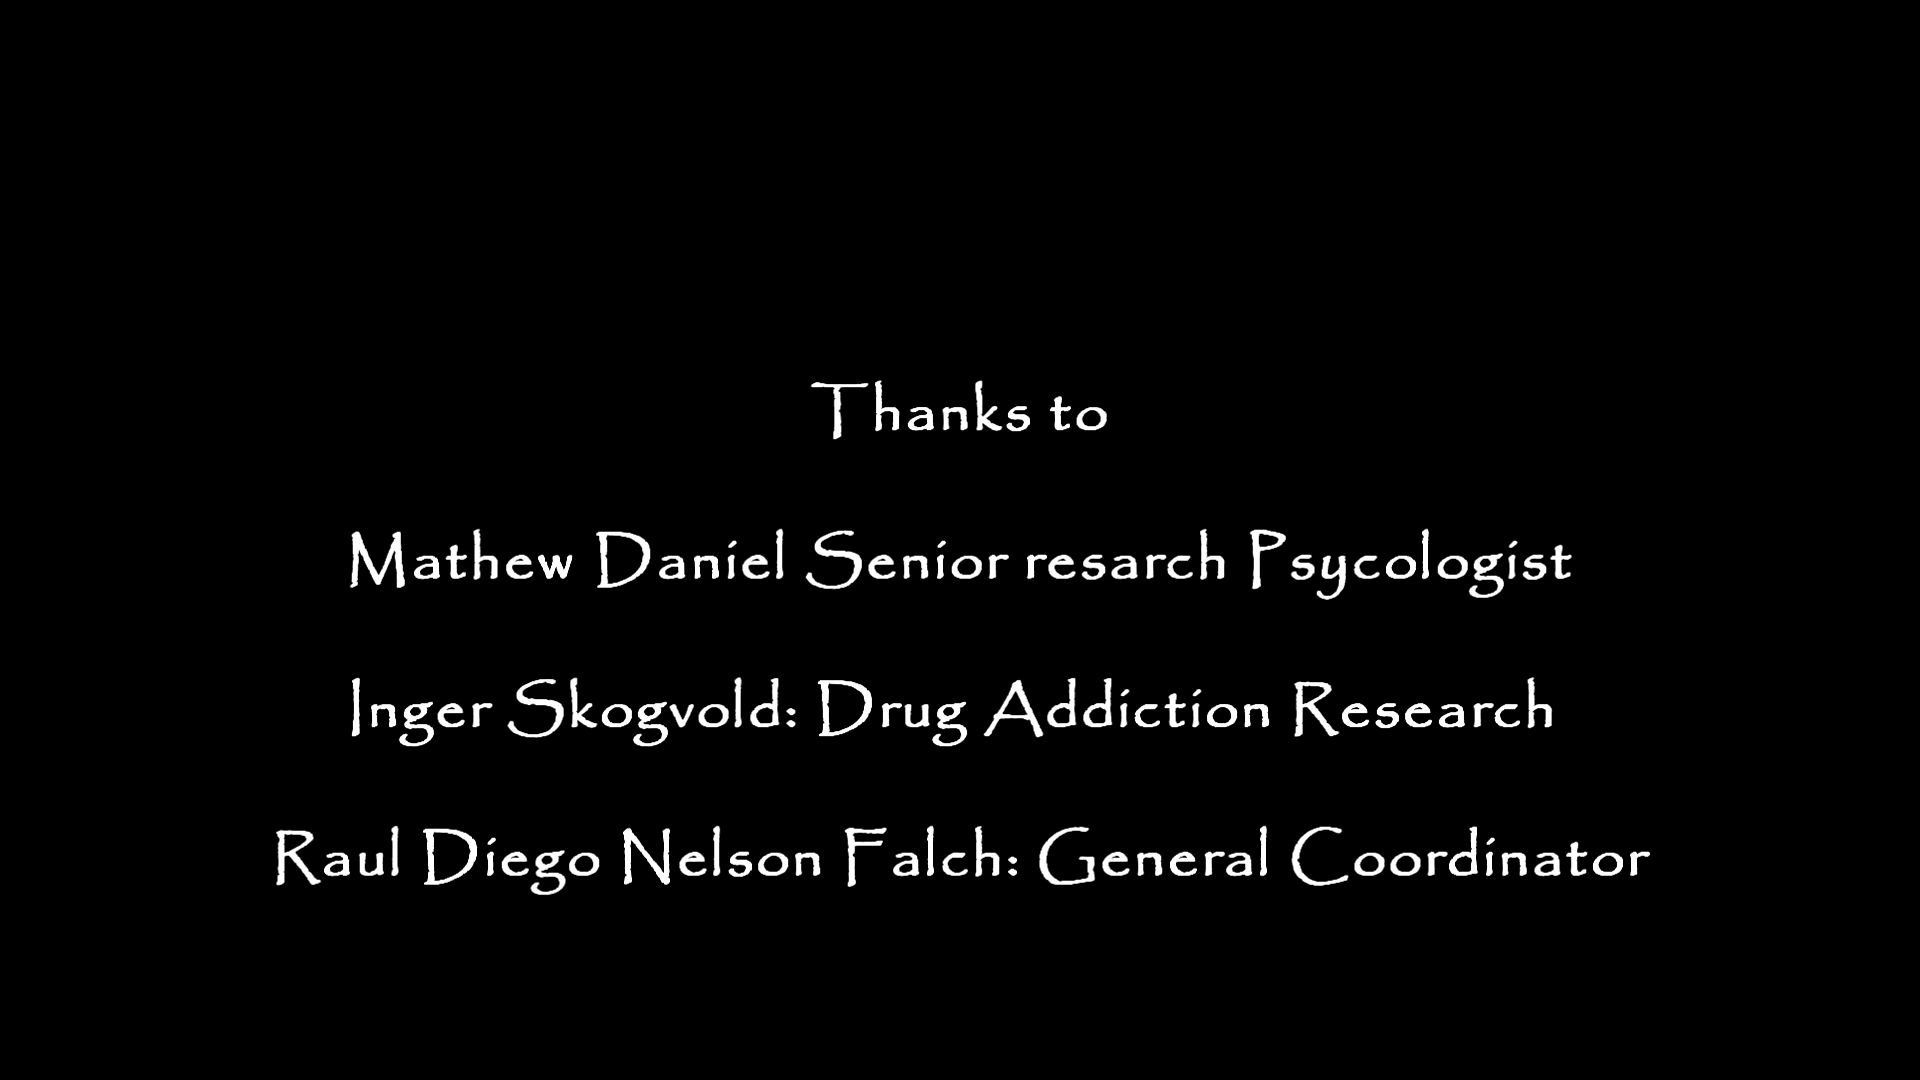 Thanks to
Mathew Daniel Senior resarch Psycologist
Inger Skogvold: Drug Addiction Research
Raul Diego Nelson Falch: General Coordinator